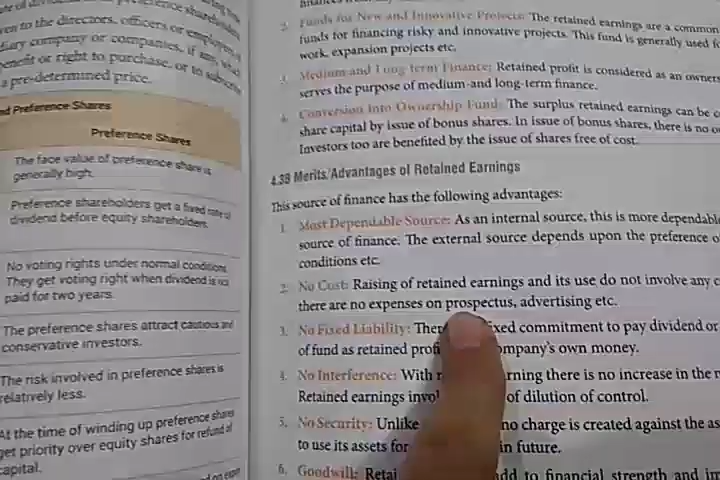 ven to the directors, officers or employees
diary company or companies, if any, which
benefit or right to purchase, or to subscribe
a pre-determined price.
nd Preference Shares
Preference Shares
The face value of preference share is
generally high.
Preference shareholders get a fixed rate of
dividend before equity shareholders.
No voting rights under normal conditions.
They get voting right when dividend is not
paid for two years.
The preference shares attract cautious and
conservative investors.
The risk involved in preference shares is
relatively less.
At the time of winding up preference shares
get priority over equity shares for refund of
capital.
2. Funds for New and Innovative Projects: The retained earnings are a common
funds for financing risky and innovative projects. This fund is generally used fo
work, expansion projects etc.
3. Medium and Long-term Finance: Retained profit is considered as an owners
serves the purpose of medium-and long-term finance.
4. Conversion into Ownership Fund: The surplus retained earnings can be c
share capital by issue of bonus shares. In issue of bonus shares, there is no o
Investors too are benefited by the issue of shares free of cost.
4.38 Merits/Advantages of Retained Earnings
This source of finance has the following advantages:
1. Most Dependable Source: As an internal source, this is more dependabl
source of finance. The external source depends upon the preference o
conditions etc.
2. No Cost: Raising of retained earnings and its use do not involve any c
there are no expenses on prospectus, advertising etc.
3. No Fixed Liability: Ther fixed commitment to pay dividend or
of fund as retained prof ompany's own money.
4. No Interference: With r rning there is no increase in the
Retained earnings invol of dilution of control.
5. No Security: Unlike no charge is created against the as
to use its assets for in future.
6. Goodwill: Retai add to financial strength and im